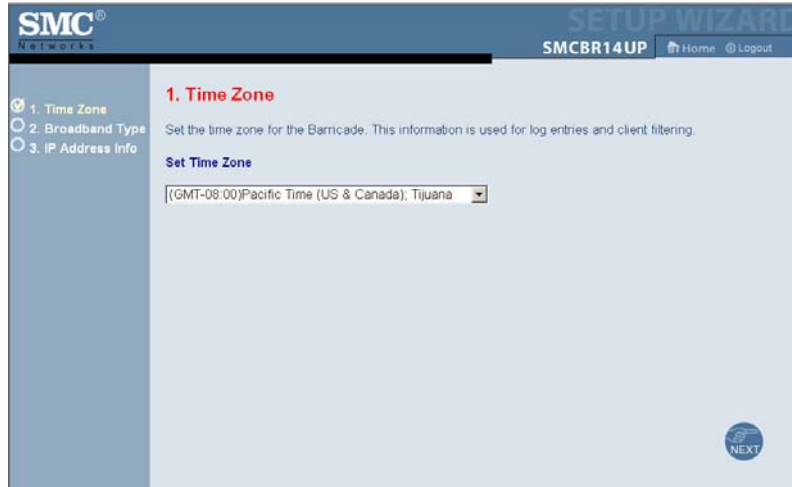 SMC®
Networks
SETUP WIZARD
SMCBR14UP
Home
Logout
1. Time Zone
2. Broadband Type
3. IP Address Info
1. Time Zone
Set the time zone for the Barricade. This information is used for log entries and client filtering.
Set Time Zone
(GMT-08:00)Pacific Time (US & Canada); Tijuana
NEXT